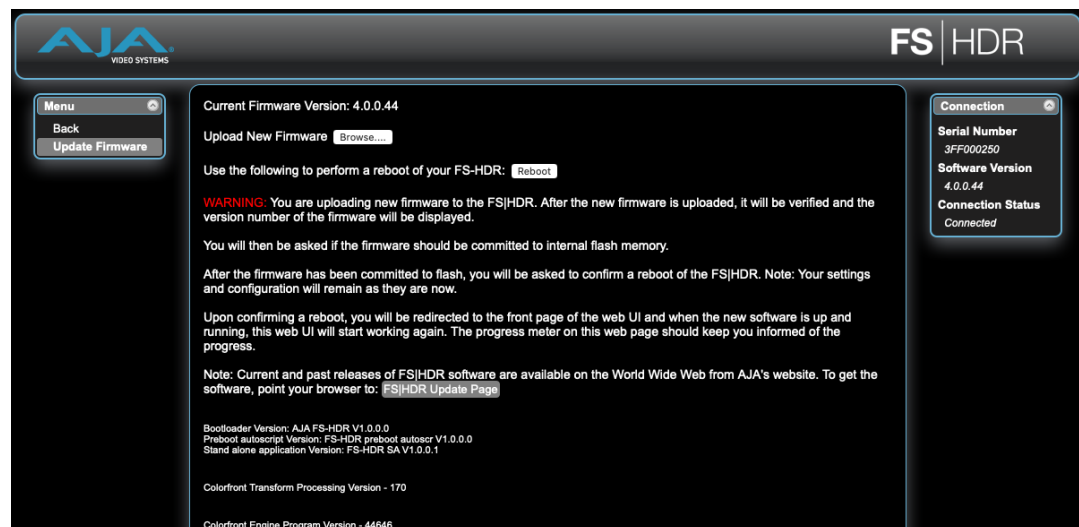 AJA
VIDEO SYSTEMS
FS|HDR
Menu
Back
Update Firmware
Current Firmware Version: 4.0.0.44
Upload New Firmware Browse....
Use the following to perform a reboot of your FS-HDR: Reboot
WARNING: You are uploading new firmware to the FS|HDR. After the new firmware is uploaded, it will be verified and the
version number of the firmware will be displayed.
You will then be asked if the firmware should be committed to internal flash memory.
After the firmware has been committed to flash, you will be asked to confirm a reboot of the FS|HDR. Note: Your settings
and configuration will remain as they are now.
Upon confirming a reboot, you will be redirected to the front page of the web UI and when the new software is up and
running, this web UI will start working again. The progress meter on this web page should keep you informed of the
progress.
Note: Current and past releases of FS|HDR software are available on the World Wide Web from AJA's website. To get the
software, point your browser to: FS|HDR Update Page
Bootloader Version: AJA FS-HDR V1.0.0.0
Preboot autoscript Version: FS-HDR preboot autoscr V1.0.0.0
Stand alone application Version: FS-HDR SA V1.0.0.1
Colorfront Transform Processing Version - 170
Colorfront Engine Program Version - 44646
Connection
Serial Number
3FF000250
Software Version
4.0.0.44
Connection Status
Connected